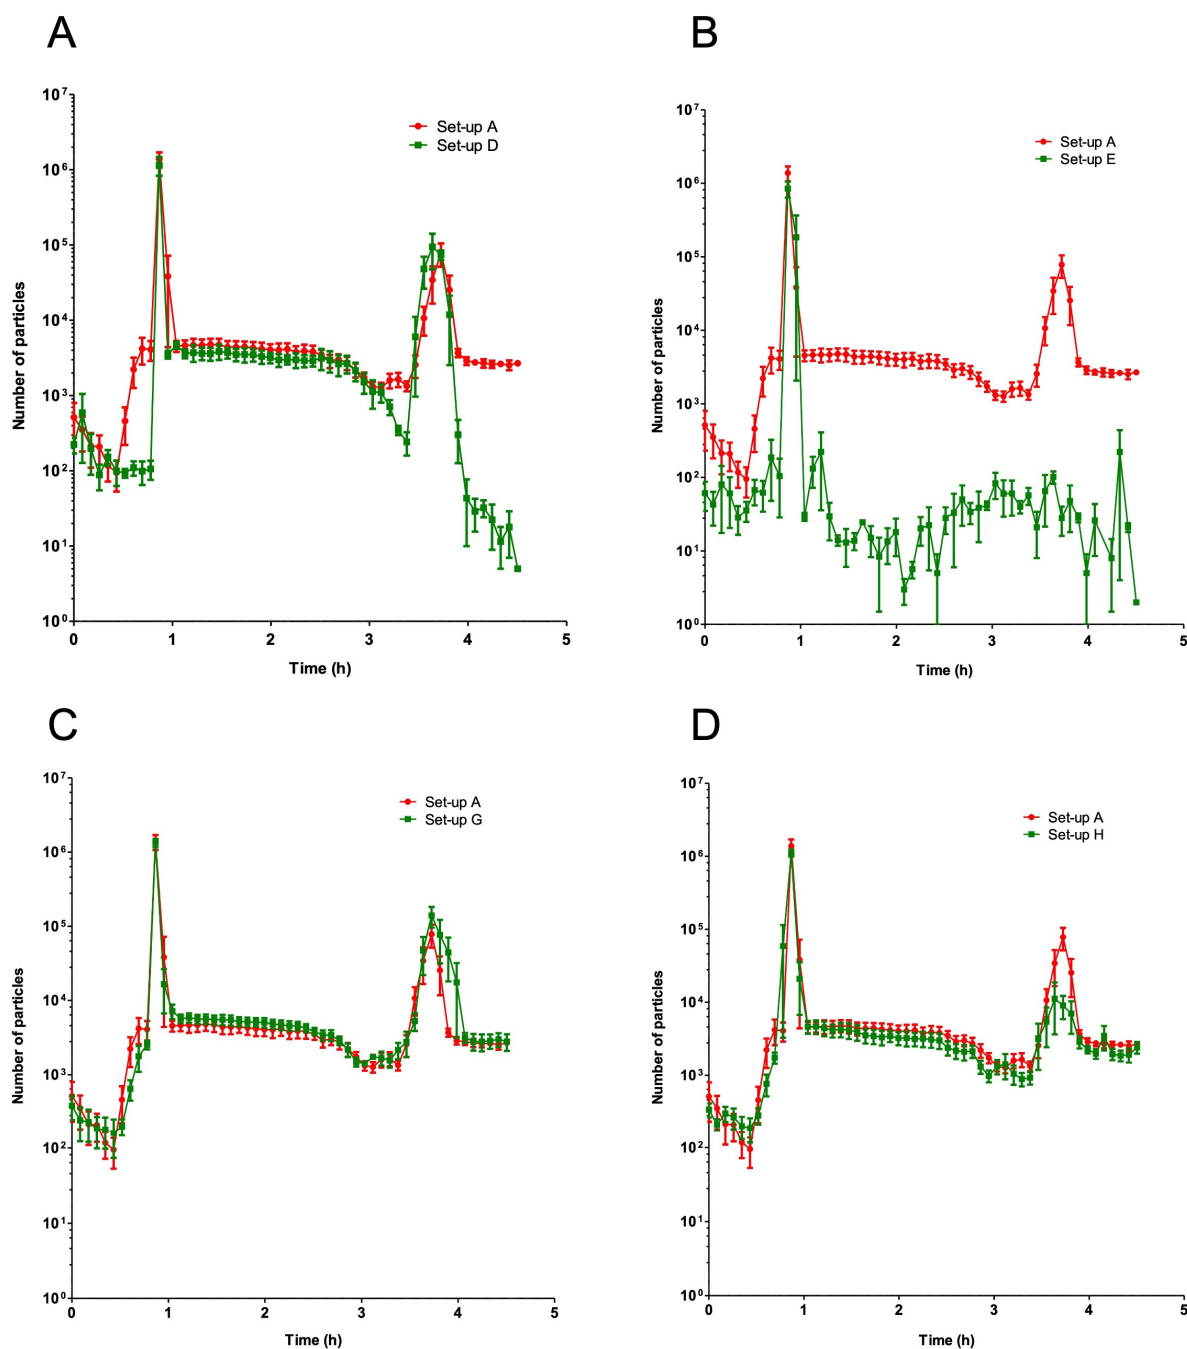 A
10⁷
10⁶
10⁵
10⁴
10³
10²
10¹
10⁰
Number of particles
Set-up A
Set-up D
0 1 2 3 4 5
Time (h)
B
10⁷
10⁶
10⁵
10⁴
10³
10²
10¹
10⁰
Number of particles
Set-up A
Set-up E
0 1 2 3 4 5
Time (h)
C
10⁷
10⁶
10⁵
10⁴
10³
10²
10¹
10⁰
Number of particles
Set-up A
Set-up G
0 1 2 3 4 5
Time (h)
D
10⁷
10⁶
10⁵
10⁴
10³
10²
10¹
10⁰
Number of particles
Set-up A
Set-up H
0 1 2 3 4 5
Time (h)